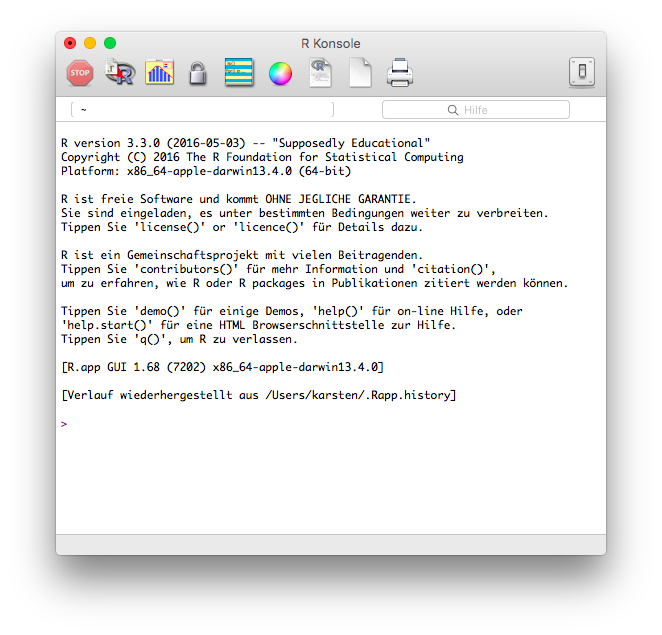 R Konsole
STOP
~
Hilfe
R version 3.3.0 (2016-05-03) -- "Supposedly Educational"
Copyright (C) 2016 The R Foundation for Statistical Computing
Platform: x86_64-apple-darwin13.4.0 (64-bit)
R ist freie Software und kommt OHNE JEGLICHE GARANTIE.
Sie sind eingeladen, es unter bestimmten Bedingungen weiter zu verbreiten.
Tippen Sie 'license()' or 'licence()' für Details dazu.
R ist ein Gemeinschaftsprojekt mit vielen Beitragenden.
Tippen Sie 'contributors()' für mehr Information und 'citation()',
um zu erfahren, wie R oder R packages in Publikationen zitiert werden können.
Tippen Sie 'demo()' für einige Demos, 'help()' für on-line Hilfe, oder
'help.start()' für eine HTML Browserschnittstelle zur Hilfe.
Tippen Sie 'q()', um R zu verlassen.
[R.app GUI 1.68 (7202) x86_64-apple-darwin13.4.0]
[Verlauf wiederhergestellt aus /Users/karsten/.Rapp.history]
>